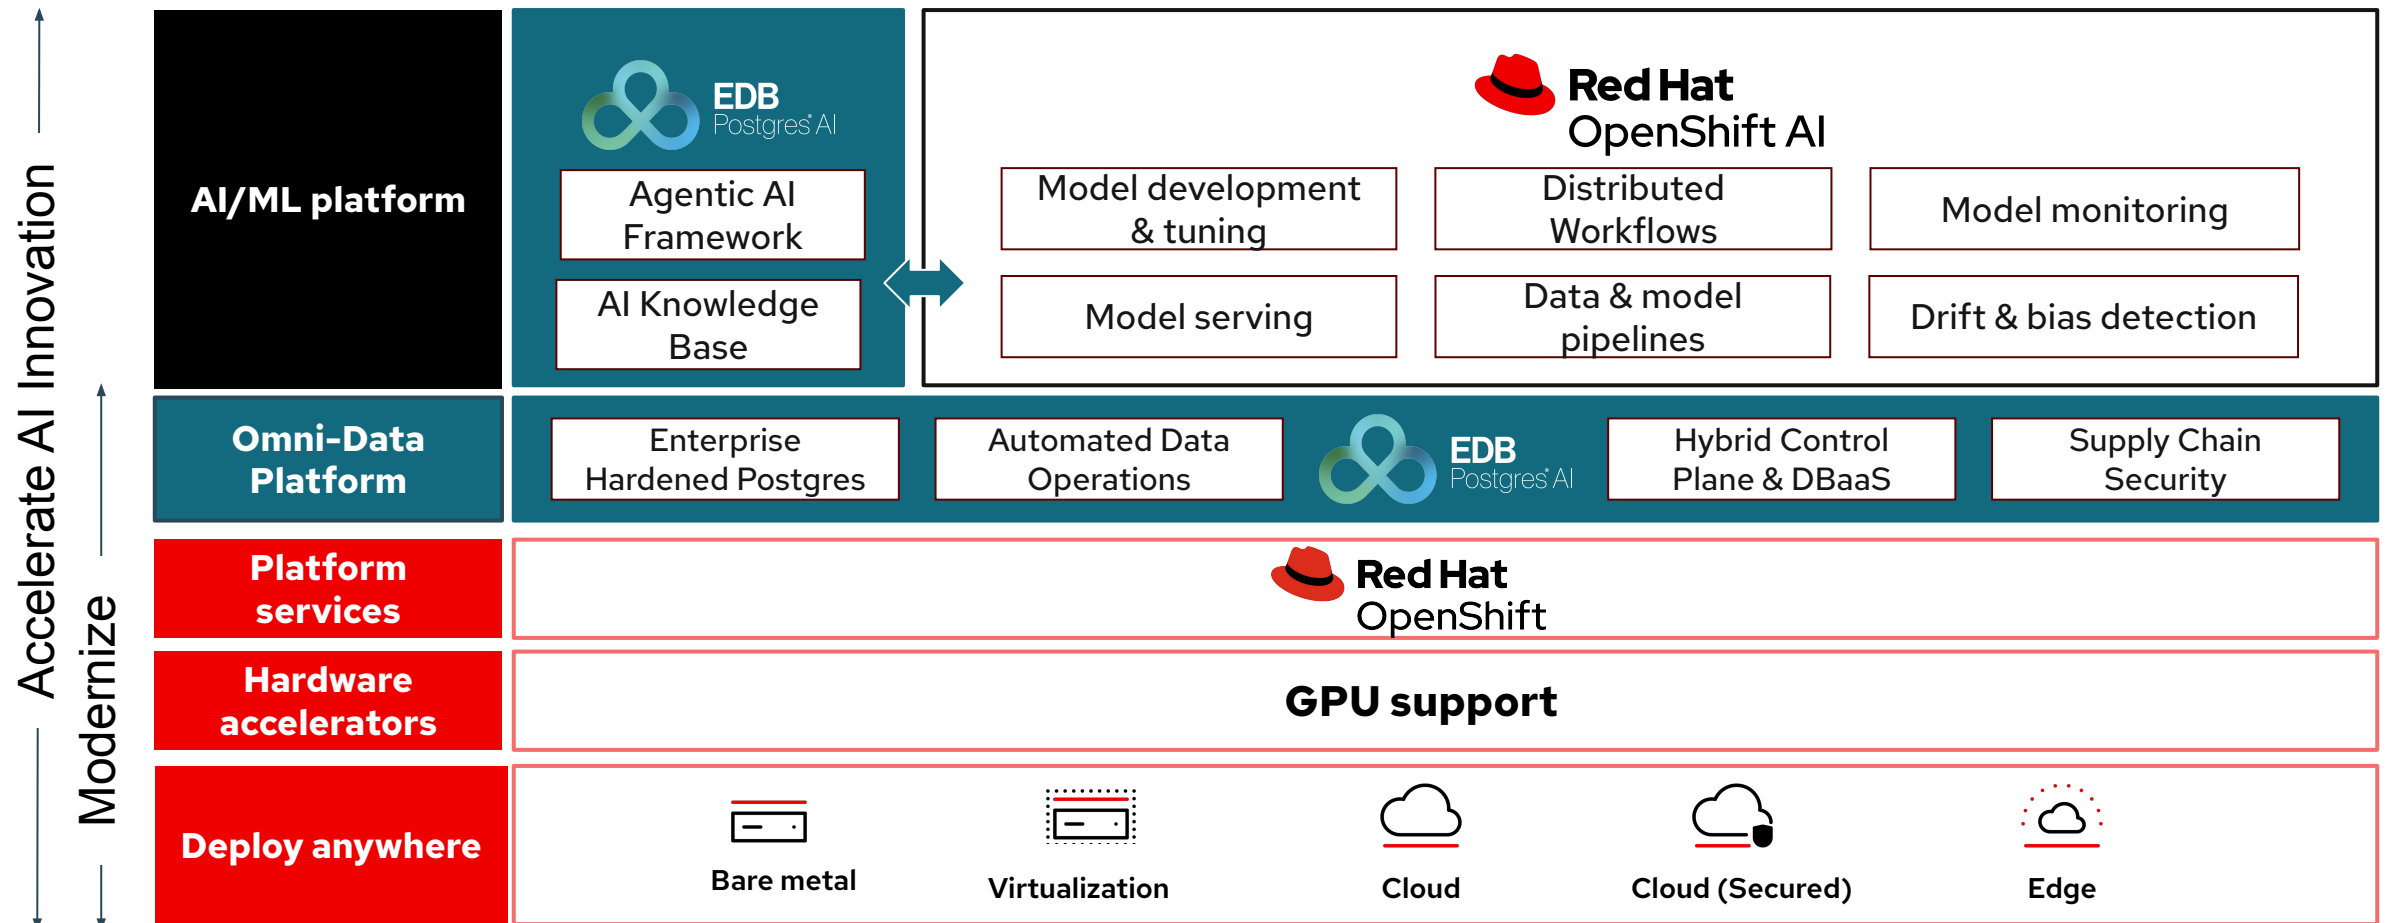 Accelerate AI Innovation
Modernize
AI/ML platform
EDB
Postgres® AI
Agentic AI
Framework
AI Knowledge
Base
Red Hat
OpenShift AI
Model development
& tuning
Distributed
Workflows
Model monitoring
Model serving
Data & model
pipelines
Drift & bias detection
Omni-Data
Platform
Enterprise
Hardened Postgres
Automated Data
Operations
EDB
Postgres® AI
Hybrid Control
Plane & DBaaS
Supply Chain
Security
Platform
services
Red Hat
OpenShift
Hardware
accelerators
GPU support
Deploy anywhere
Bare metal
Virtualization
Cloud
Cloud (Secured)
Edge